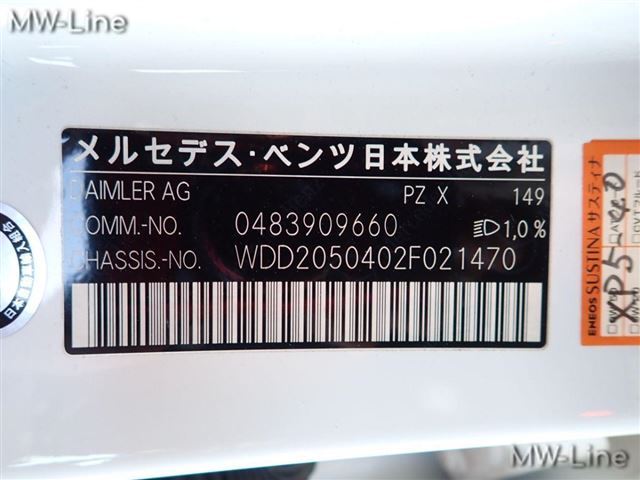 MW-Line
メルセデス・ベンツ日本株式会社
DAIMLER AG PZ X 149
COMM.-NO. 0483909660 1,0%
CHASSIS.-NO. WDD2050402F021470
ENEOS SUSTINA サスティナ
MW-Line